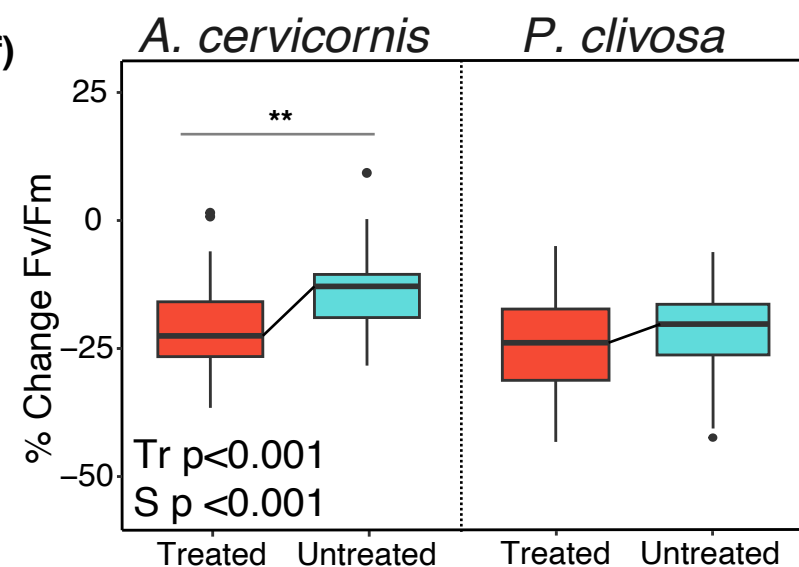 )
A. cervicornis P. clivosa
% Change Fv/Fm
25
**
0
−25
−50
Tr p<0.001
S p <0.001
Treated Untreated Treated Untreated